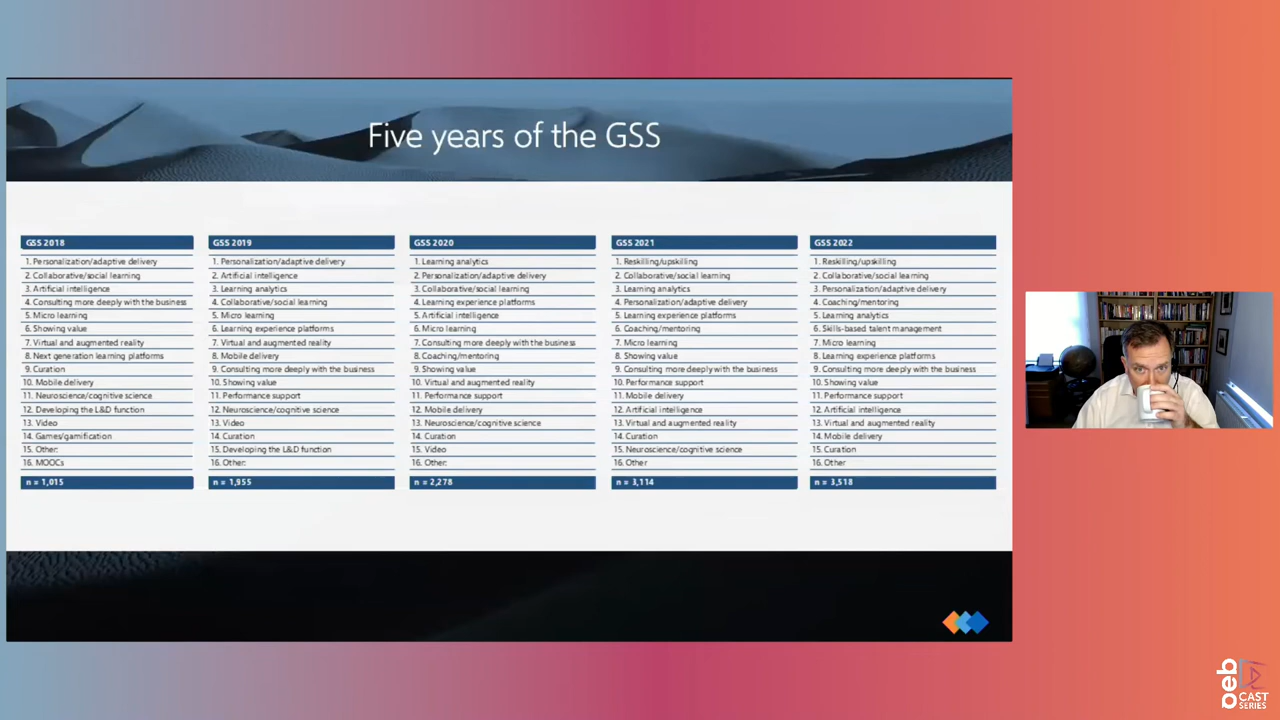 Five years of the GSS
GSS 2018
1. Personalization/adaptive delivery
2. Collaborative/social learning
3. Artificial intelligence
4. Consulting more deeply with the business
5. Micro learning
6. Showing value
7. Virtual and augmented reality
8. Next generation learning platforms
9. Curation
10. Mobile delivery
11. Neuroscience/cognitive science
12. Developing the L&D function
13. Video
14. Games/gamification
15. Other:
16. MOOCs
n = 1,015
GSS 2019
1. Personalization/adaptive delivery
2. Artificial intelligence
3. Learning analytics
4. Collaborative/social learning
5. Micro learning
6. Learning experience platforms
7. Virtual and augmented reality
8. Mobile delivery
9. Consulting more deeply with the business
10. Showing value
11. Performance support
12. Neuroscience/cognitive science
13. Video
14. Curation
15. Developing the L&D function
16. Other:
n = 1,955
GSS 2020
1. Learning analytics
2. Personalization/adaptive delivery
3. Collaborative/social learning
4. Learning experience platforms
5. Artificial intelligence
6. Micro learning
7. Consulting more deeply with the business
8. Coaching/mentoring
9. Showing value
10. Virtual and augmented reality
11. Performance support
12. Mobile delivery
13. Neuroscience/cognitive science
14. Curation
15. Video
16. Other:
n = 2,278
GSS 2021
1. Reskilling/upskilling
2. Collaborative/social learning
3. Learning analytics
4. Personalization/adaptive delivery
5. Learning experience platforms
6. Coaching/mentoring
7. Micro learning
8. Showing value
9. Consulting more deeply with the business
10. Performance support
11. Mobile delivery
12. Artificial intelligence
13. Virtual and augmented reality
14. Curation
15. Neuroscience/cognitive science
16. Other
n = 3,114
GSS 2022
1. Reskilling/upskilling
2. Collaborative/social learning
3. Personalization/adaptive delivery
4. Coaching/mentoring
5. Learning analytics
6. Skills-based talent management
7. Micro learning
8. Learning experience platforms
9. Consulting more deeply with the business
10. Showing value
11. Performance support
12. Artificial intelligence
13. Virtual and augmented reality
14. Mobile delivery
15. Curation
16. Other
n = 3,518
oeb
CAST
SERIES